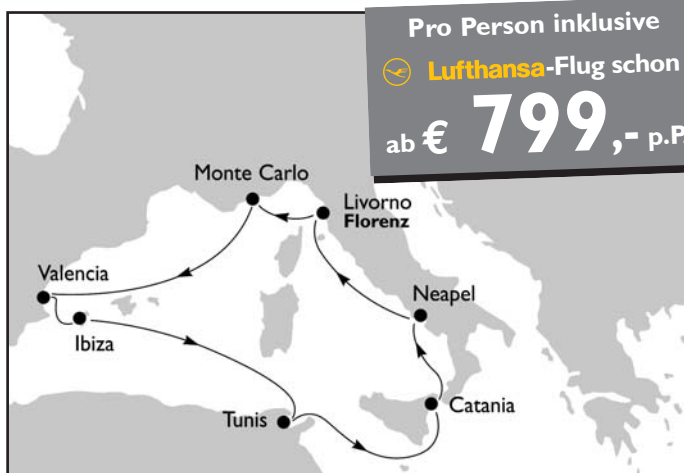 Pro Person inklusive
Lufthansa-Flug schon
ab € 799,- p.P.
Monte Carlo
Livorno
Florenz
Valencia
Neapel
Ibiza
Tunis
Catania